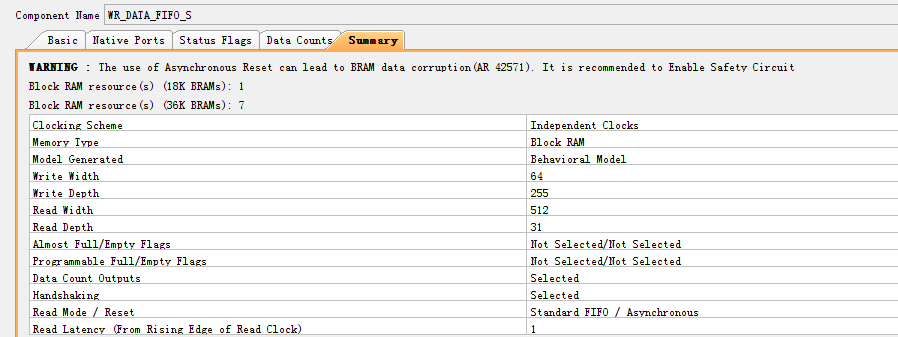 Component Name WR_DATA_FIFO_S
Basic Native Ports Status Flags Data Counts Summary
WARNING : The use of Asynchronous Reset can lead to BRAM data corruption(AR 42571). It is recommended to Enable Safety Circuit
Block RAM resource(s) (18K BRAMs): 1
Block RAM resource(s) (36K BRAMs): 7
Clocking Scheme Independent Clocks
Memory Type Block RAM
Model Generated Behavioral Model
Write Width 64
Write Depth 255
Read Width 512
Read Depth 31
Almost Full/Empty Flags Not Selected/Not Selected
Programmable Full/Empty Flags Not Selected/Not Selected
Data Count Outputs Selected
Handshaking Selected
Read Mode / Reset Standard FIFO / Asynchronous
Read Latency (From Rising Edge of Read Clock) 1